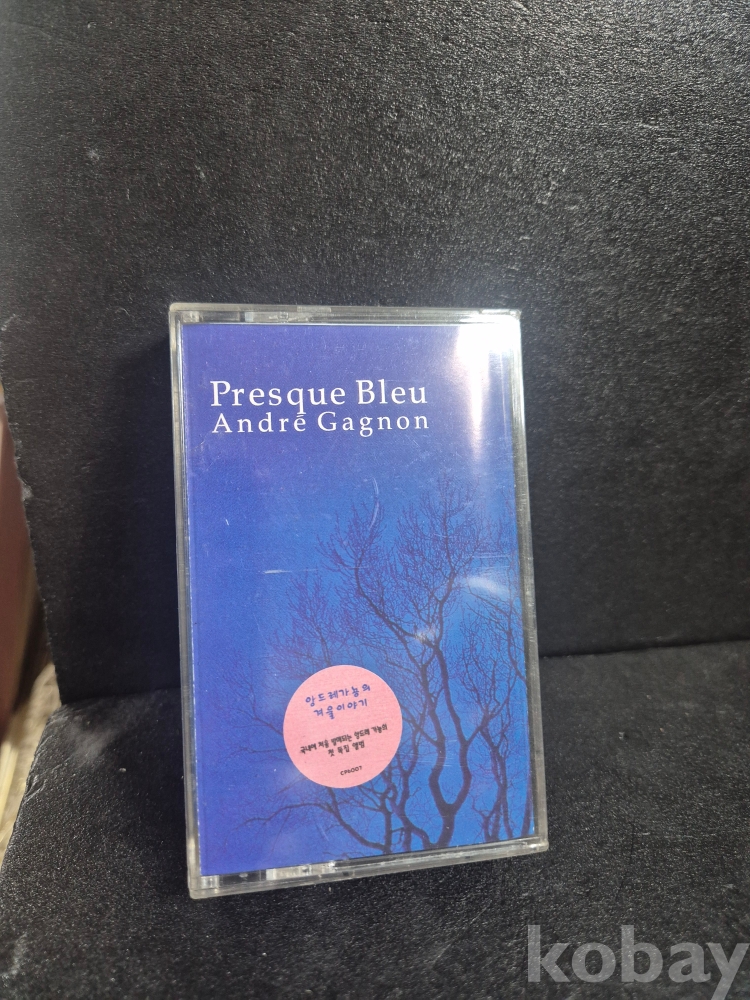 Presque Bleu
André Gagnon
앙드레가뇽의
겨울이야기
국내에 처음 발매되는 앙드레 가뇽의
첫 독집 앨범
kobay